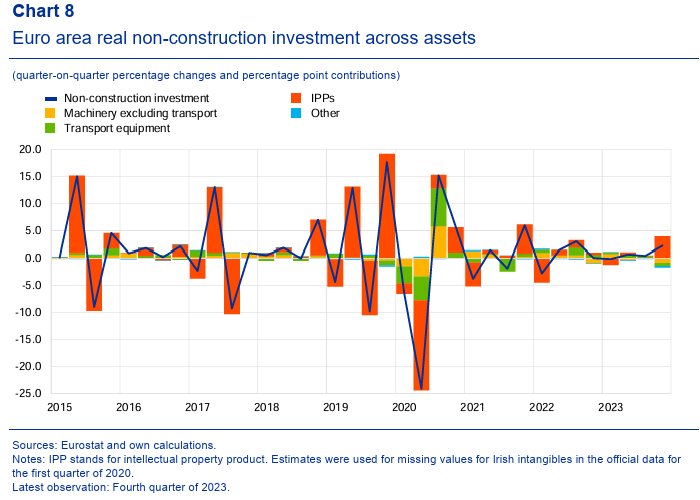 Chart 8
Euro area real non-construction investment across assets
(quarter-on-quarter percentage changes and percentage point contributions)
Non-construction investment
IPPs
Machinery excluding transport
Other
Transport equipment
20.0
15.0
10.0
5.0
0.0
-5.0
-10.0
-15.0
-20.0
-25.0
2015 2016 2017 2018 2019 2020 2021 2022 2023
Sources: Eurostat and own calculations.
Notes: IPP stands for intellectual property product. Estimates were used for missing values for Irish intangibles in the official data for
the first quarter of 2020.
Latest observation: Fourth quarter of 2023.